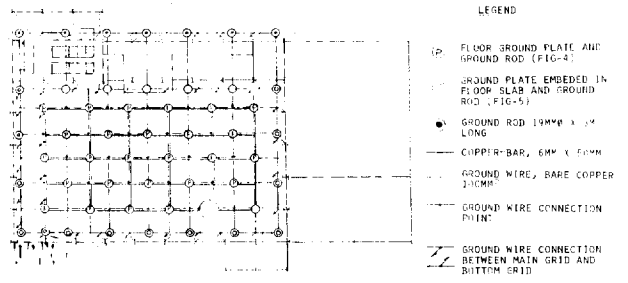 LEGEND
FLOOR GROUND PLATE AND
GROUND ROD (FIG-4)
GROUND PLATE EMBEDED IN
FLOOR SLAB AND GROUND
ROD (FIG-5)
GROUND ROD 19MMØ X 3M
LONG
COPPER-BAR, 6MM X 50MM
GROUND WIRE, BARE COPPER
100MM²
GROUND WIRE CONNECTION
POINT
GROUND WIRE CONNECTION
BETWEEN MAIN GRID AND
BOTTOM GRID